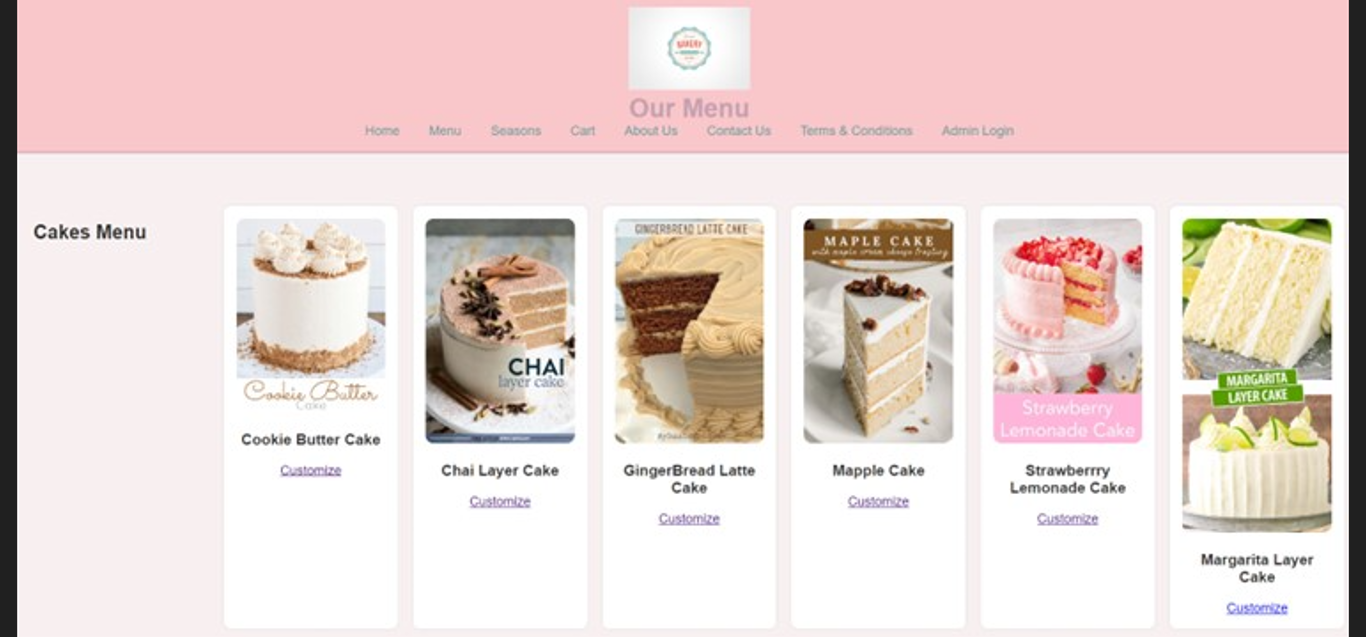 BAKERY
Our Menu
Home Menu Seasons Cart About Us Contact Us Terms & Conditions Admin Login
Cakes Menu
Cookie Butter
Cake
Cookie Butter Cake
Customize
CHAI
layer cake
Chai Layer Cake
Customize
GINGERBREAD LATTE CAKE
GingerBread Latte
Cake
Customize
MAPLE CAKE
with maple cream cheese frosting
Mapple Cake
Customize
Strawberry
Lemonade Cake
Strawberrry
Lemonade Cake
Customize
MARGARITA
LAYER CAKE
Margarita Layer
Cake
Customize